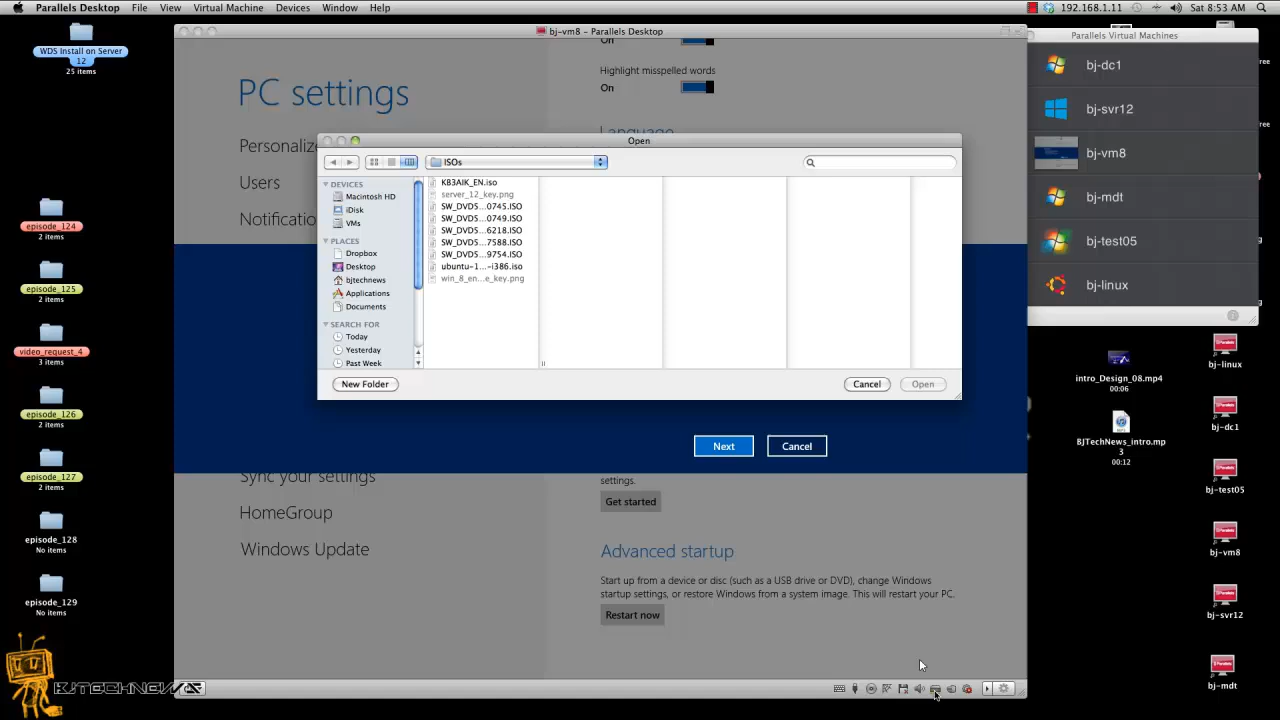 Parallels Desktop File View Virtual Machine Devices Window Help
192.168.1.11 Sat 8:53 AM
WDS Install on Server
12
25 items
episode_124
2 items
episode_125
2 items
video_request_4
3 items
episode_126
2 items
episode_127
2 items
episode_128
No items
episode_129
No items
BJTECHNEWS
bj-vm8 - Parallels Desktop
PC settings
Personalize
Users
Notification
Sync your settings
HomeGroup
Windows Update
On
Highlight misspelled words
On
Language
Open
ISOs
DEVICES
Macintosh HD
iDisk
VMs
PLACES
Dropbox
Desktop
bjtechnews
Applications
Documents
SEARCH FOR
Today
Yesterday
Past Week
KB3AIK_EN.iso
server_12_key.png
SW_DVD5...0745.ISO
SW_DVD5...0749.ISO
SW_DVD5...6218.ISO
SW_DVD5...7588.ISO
SW_DVD5...9754.ISO
ubuntu-1...-i386.iso
win_8_en...e_key.png
New Folder
Cancel
Open
Next
Cancel
settings.
Get started
Advanced startup
Start up from a device or disc (such as a USB drive or DVD), change Windows
startup settings, or restore Windows from a system image. This will restart your PC.
Restart now
Parallels Virtual Machines
bj-dc1
bj-svr12
bj-vm8
bj-mdt
bj-test05
bj-linux
ree
ree
intro_Design_08.mp4
00:06
BJTechNews_intro.mp
3
00:12
bj-linux
bj-dc1
bj-test05
bj-vm8
bj-svr12
bj-mdt